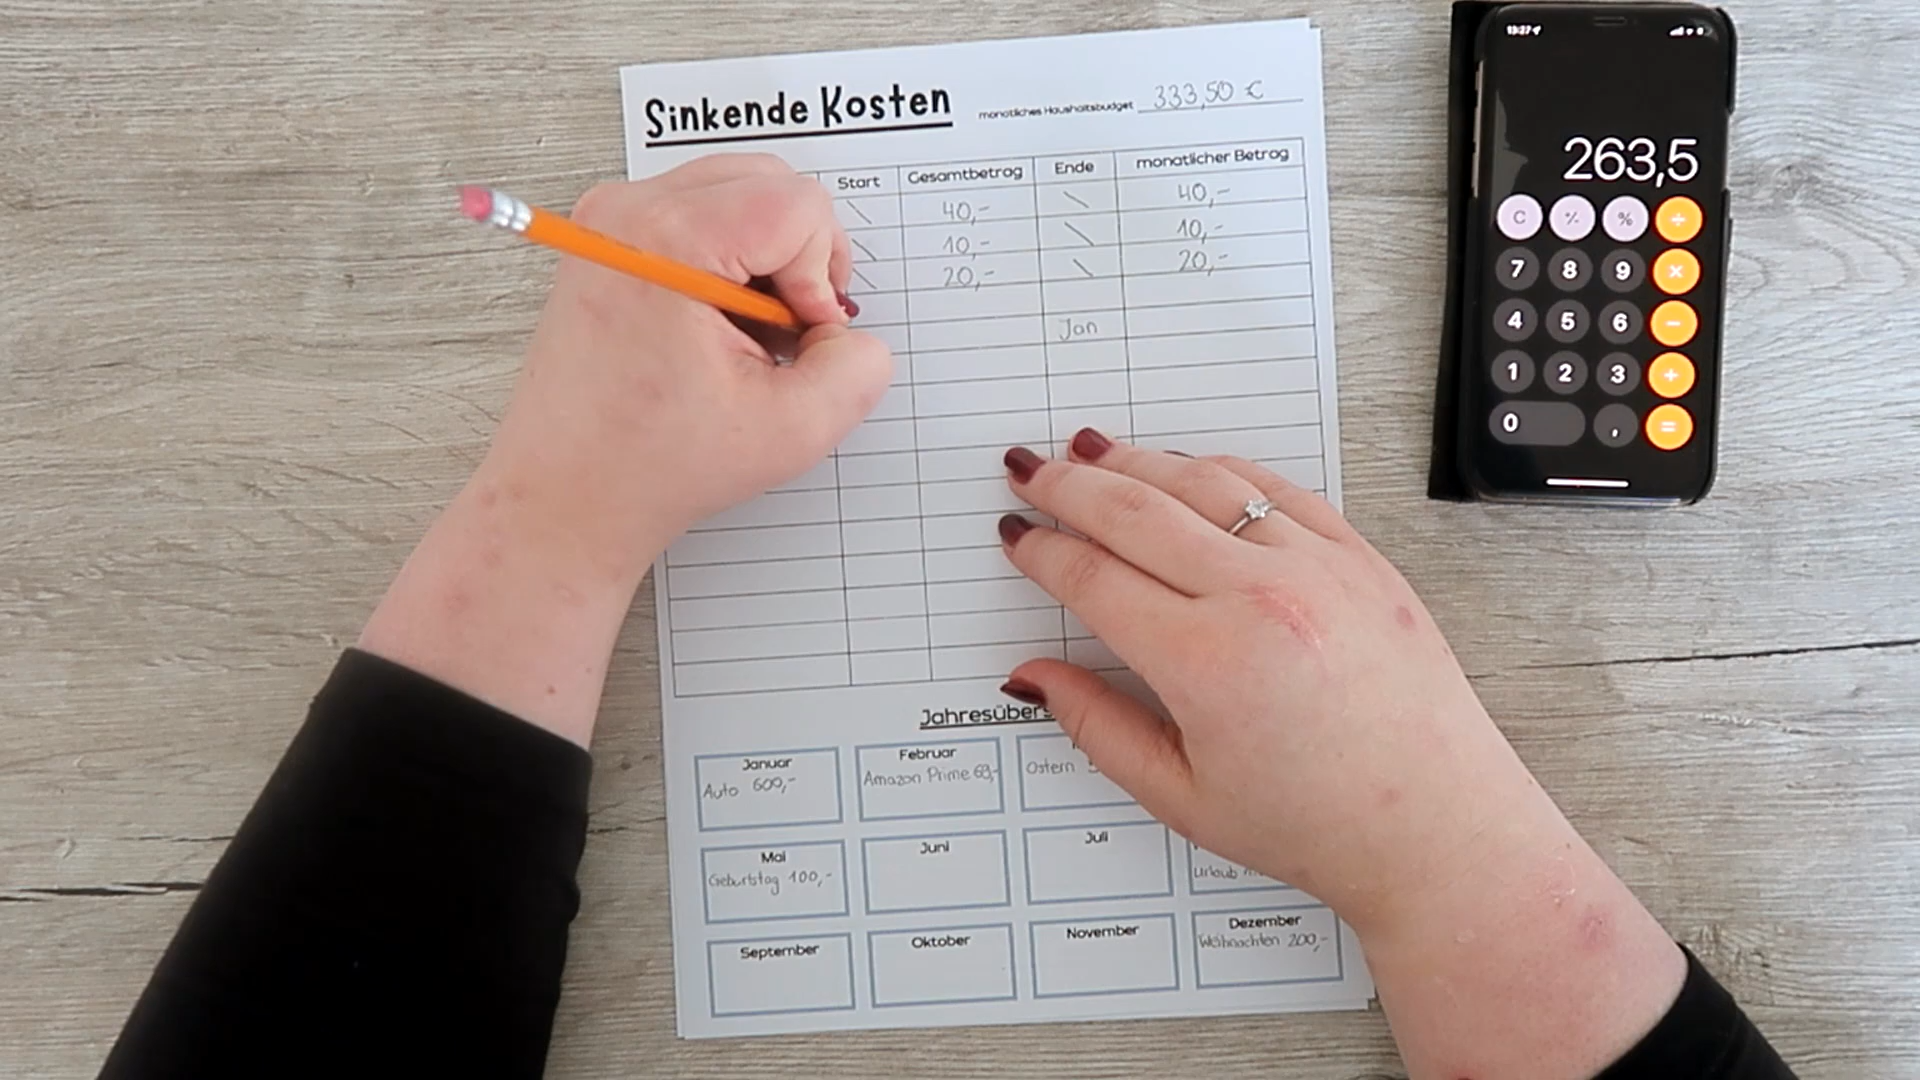 Sinkende Kosten
monatliches Haushaltsbudget 333,50 €
Start Gesamtbetrag Ende monatlicher Betrag
40,- 40,-
10,- 10,-
20,- 20,-
Jan
Januar
Auto 600,-
Februar
Amazon Prime 69,-
Ostern
Mai
Geburtstag 100,-
Juni
Juli
Urlaub
September
Oktober
November
Dezember
Weihnachten 200,-
13:27
263,5
C % ÷
7 8 9 ×
4 5 6 −
1 2 3 +
0 , =